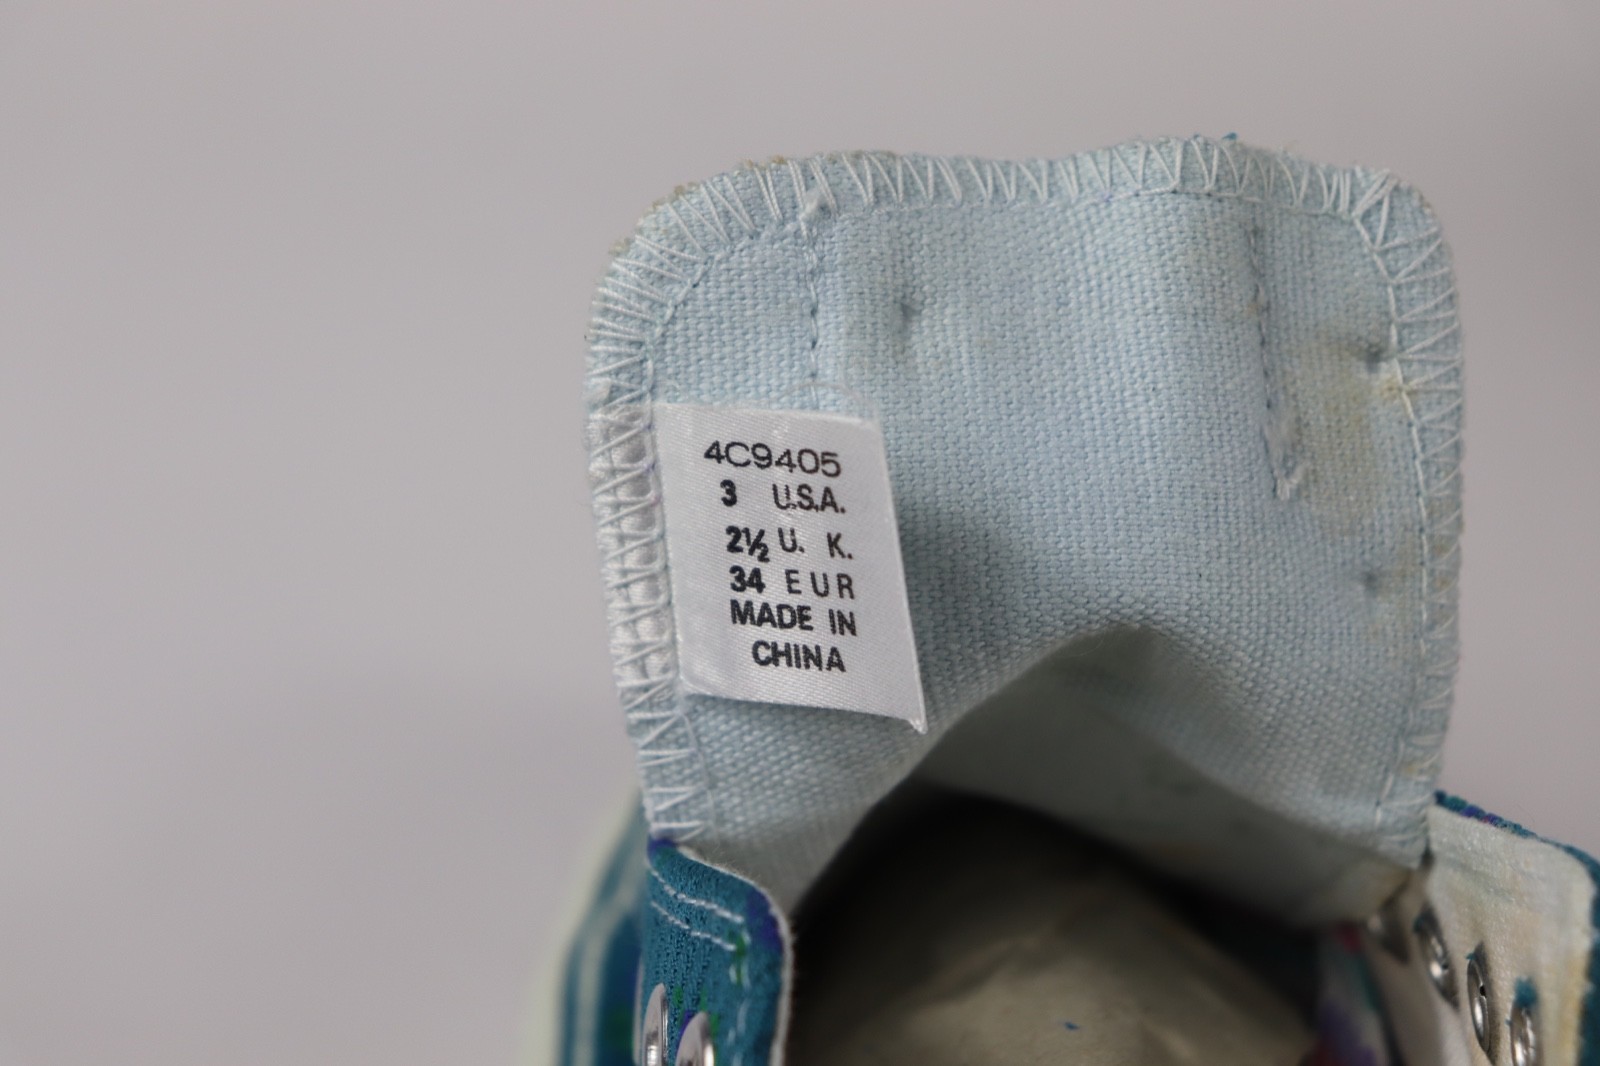 4C9405
3 U.S.A.
2½ U. K.
34 EUR
MADE IN
CHINA